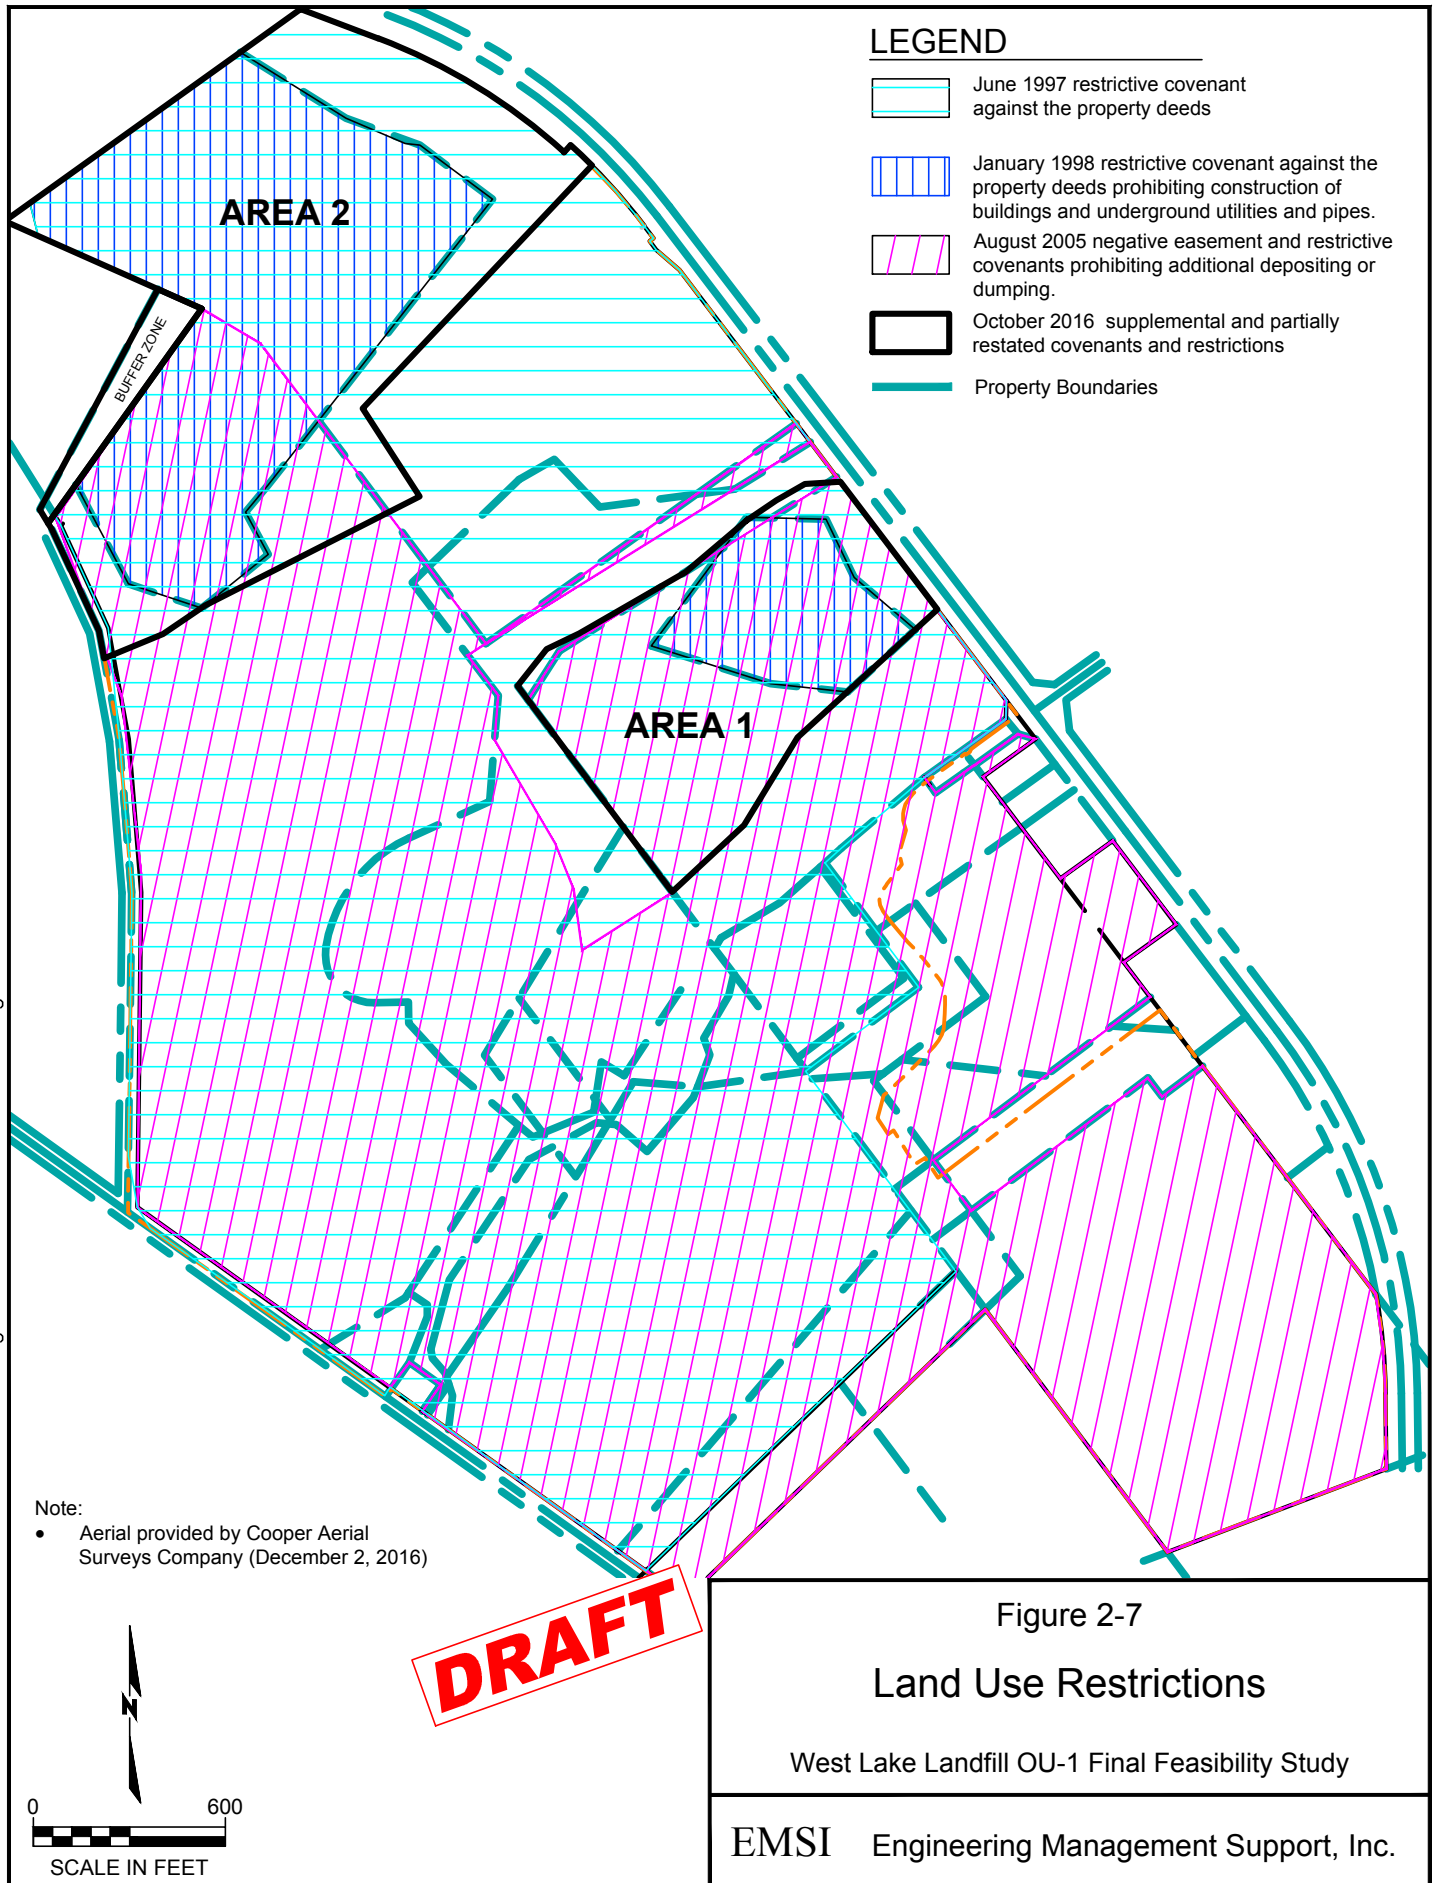 LEGEND
June 1997 restrictive covenant
against the property deeds
January 1998 restrictive covenant against the
property deeds prohibiting construction of
buildings and underground utilities and pipes.
August 2005 negative easement and restrictive
covenants prohibiting additional depositing or
dumping.
October 2016 supplemental and partially
restated covenants and restrictions
Property Boundaries
AREA 2
BUFFER ZONE
AREA 1
Note:
• Aerial provided by Cooper Aerial
Surveys Company (December 2, 2016)
N
0 600
SCALE IN FEET
DRAFT
Figure 2-7
Land Use Restrictions
West Lake Landfill OU-1 Final Feasibility Study
EMSI Engineering Management Support, Inc.